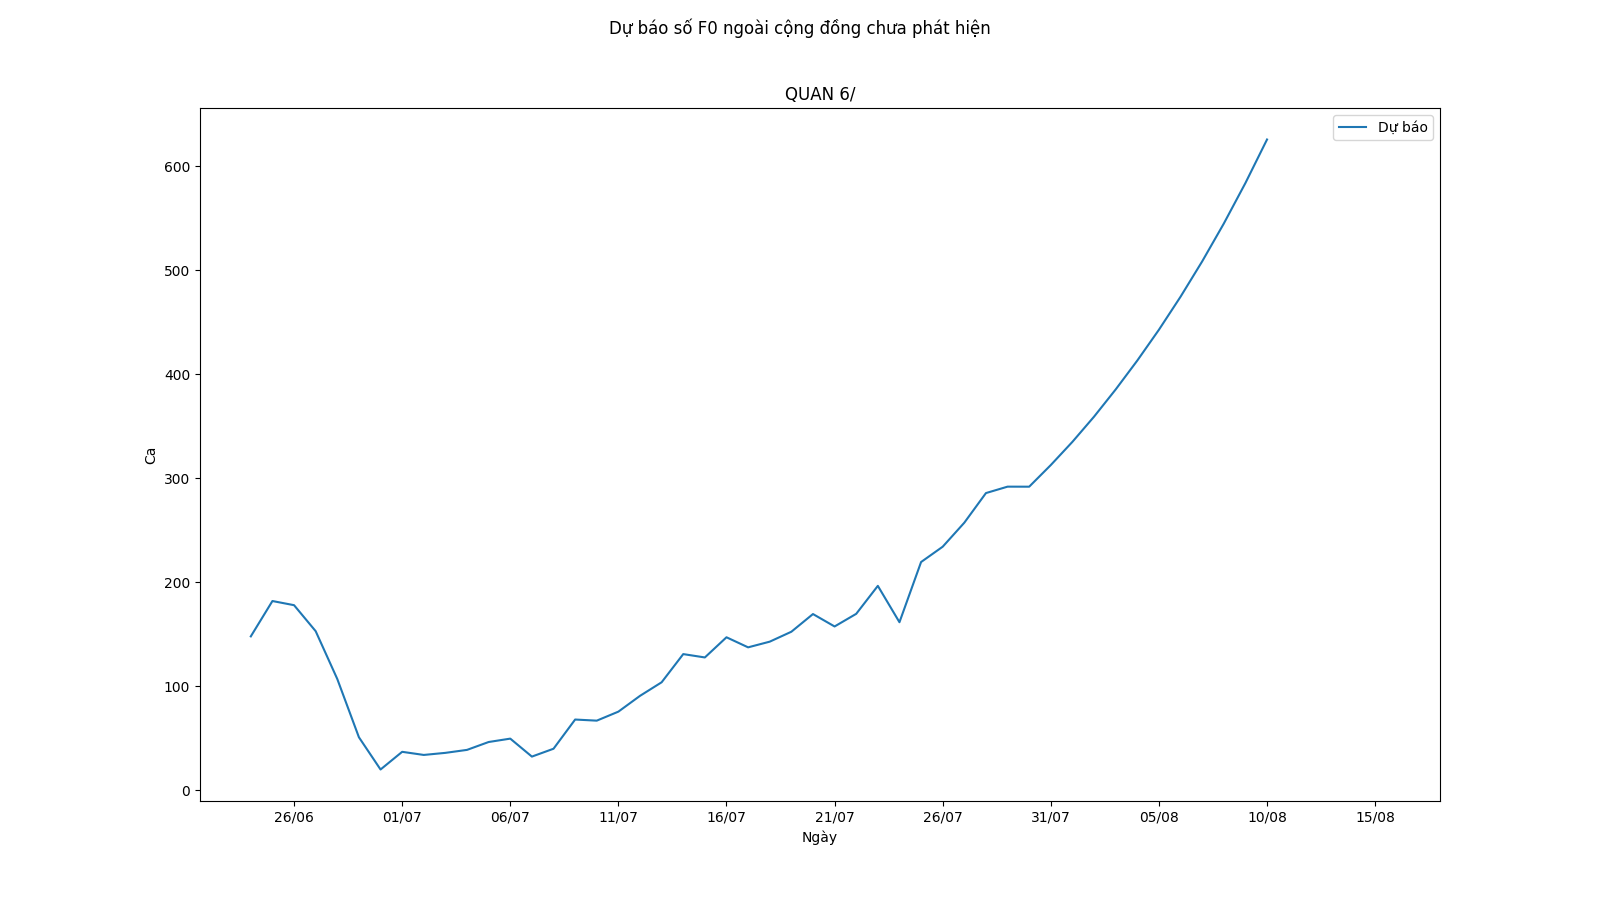 Dự báo số F0 ngoài cộng đồng chưa phát hiện
QUAN 6/
Dự báo
600
500
400
300
200
100
0
Ca
26/06 01/07 06/07 11/07 16/07 21/07 26/07 31/07 05/08 10/08 15/08
Ngày